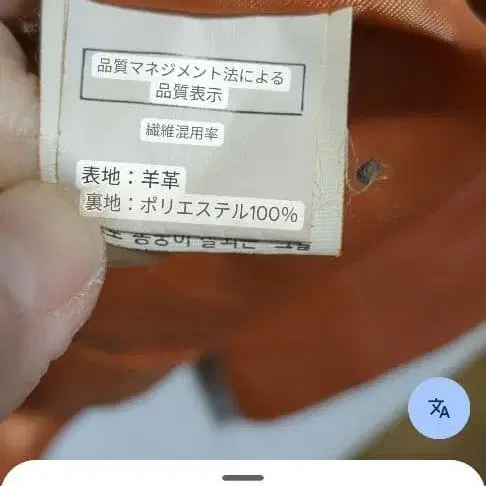 品質マネジメント法による
品質表示
繊維混用率
表地：羊革
裏地：ポリエステル100%